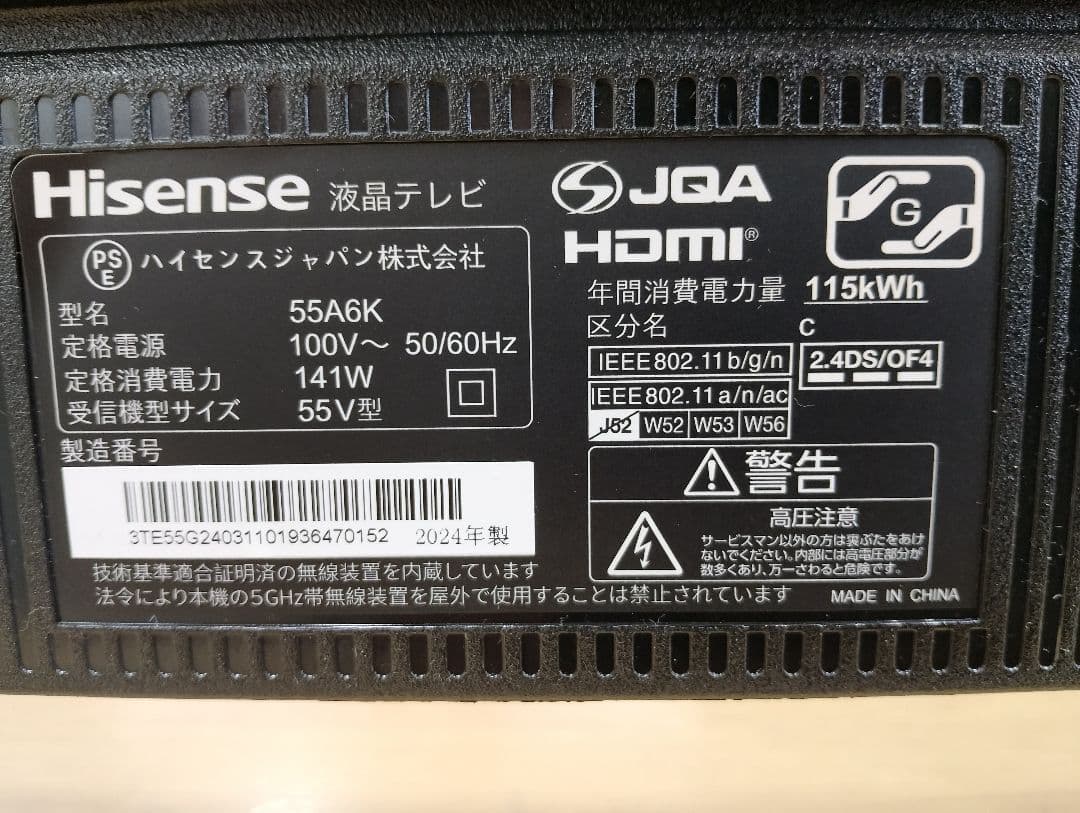 Hisense 液晶テレビ
PS
E
ハイセンスジャパン株式会社
型名 55A6K
定格電源 100V～ 50/60Hz
定格消費電力 141W
受信機型サイズ 55V型
製造番号
3TE55G24031101936470152 2024年製
技術基準適合証明済の無線装置を内蔵しています
法令により本機の5GHz帯無線装置を屋外で使用することは禁止されています
JQA
HDMI®
G
年間消費電力量 115kWh
区分名 C
IEEE802.11b/g/n
2.4DS/OF4
IEEE802.11a/n/ac
J52 W52 W53 W56
警告
高圧注意
サービスマン以外の方は裏ぶたをあけ
ないでください。内部には高電圧部分が
数多くあり、万一さわると危険です。
MADE IN CHINA